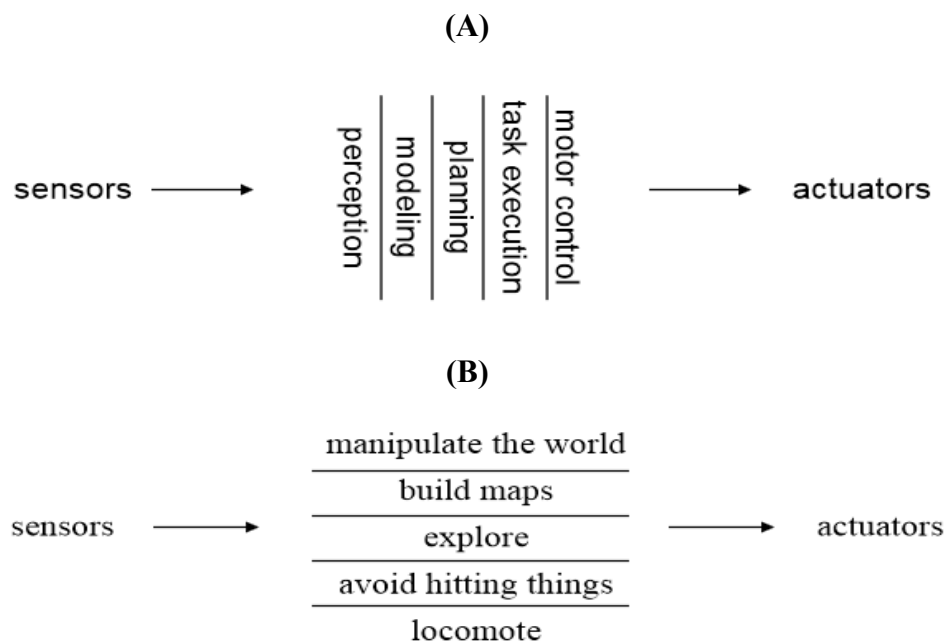 (A)
sensors
perception
modeling
planning
task execution
motor control
actuators
(B)
manipulate the world
build maps
sensors
explore
actuators
avoid hitting things
locomote